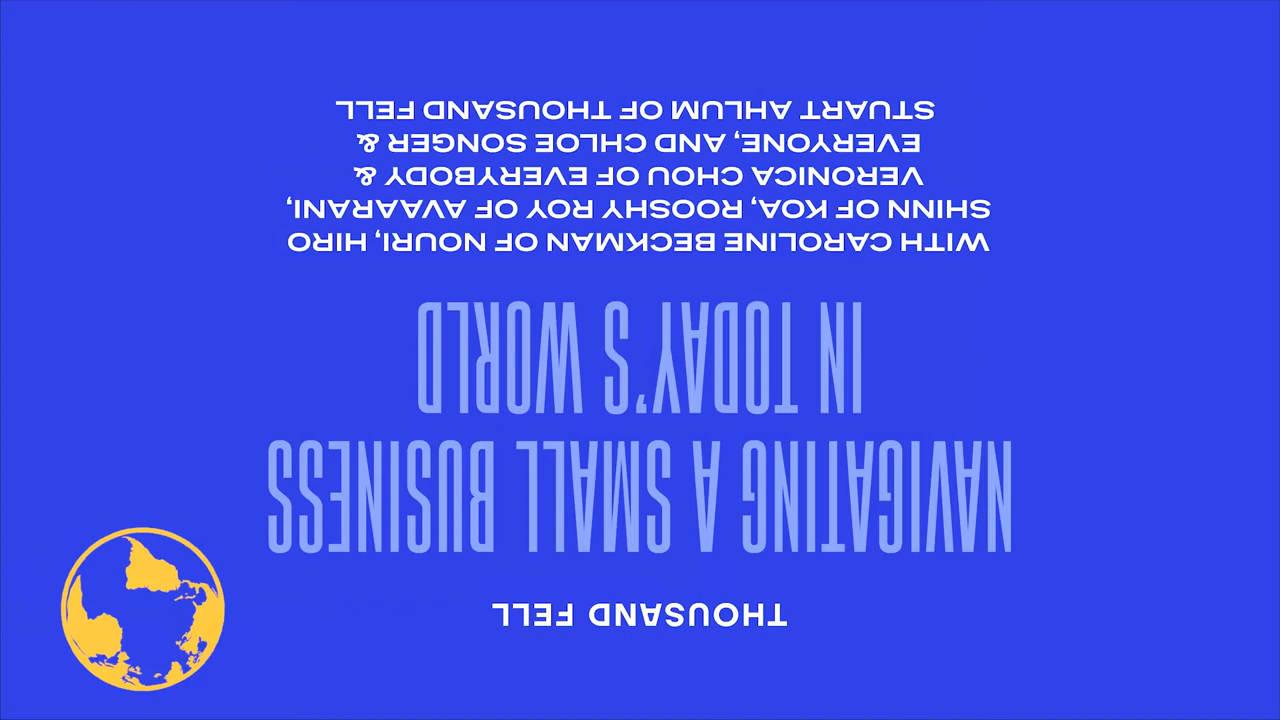 THOUSAND FELL
NAVIGATING A SMALL BUSINESS
IN TODAY'S WORLD
WITH CAROLINE BECKMAN OF NOURI, HIRO
SHINN OF KOA, ROOSHY ROY OF AVAARANI,
VERONICA CHOU OF EVERYBODY &
EVERYONE, AND CHLOE SONGER &
STUART AHLUM OF THOUSAND FELL